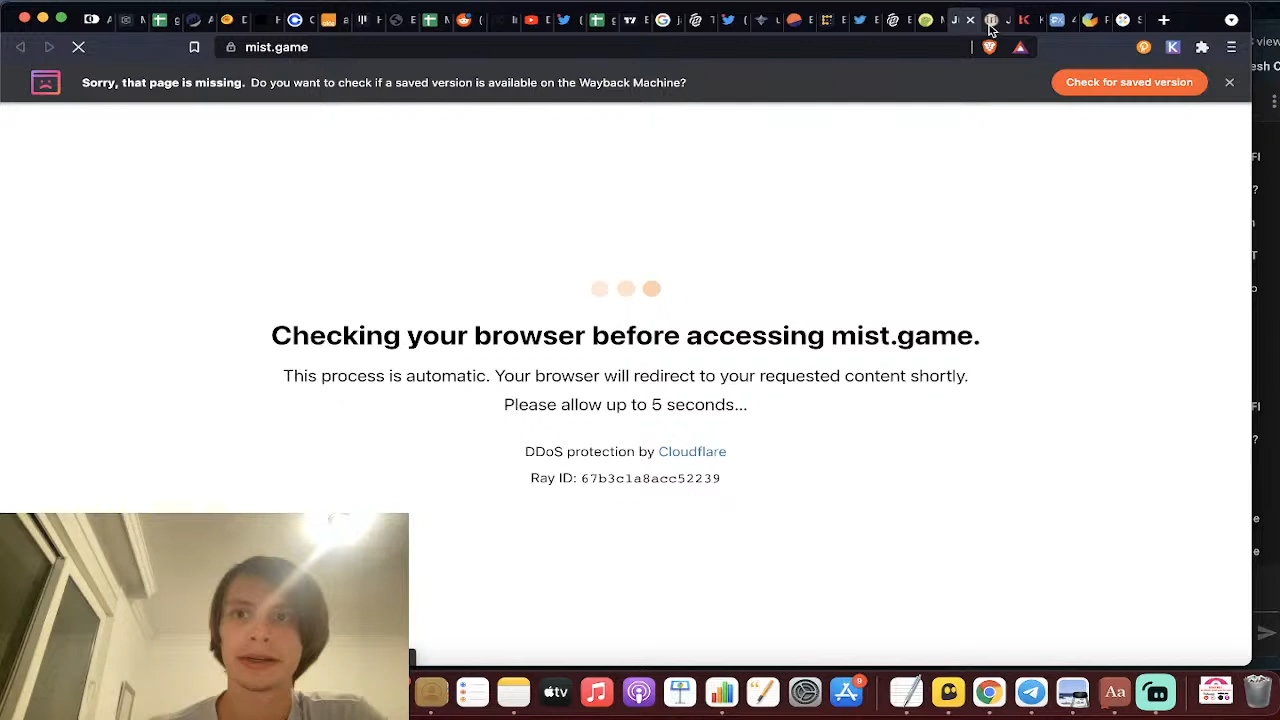 mist.game
Sorry, that page is missing. Do you want to check if a saved version is available on the Wayback Machine?
Check for saved version
Checking your browser before accessing mist.game.
This process is automatic. Your browser will redirect to your requested content shortly.
Please allow up to 5 seconds...
DDoS protection by Cloudflare
Ray ID: 67b3c1a8acc52239
tv
9
Aa